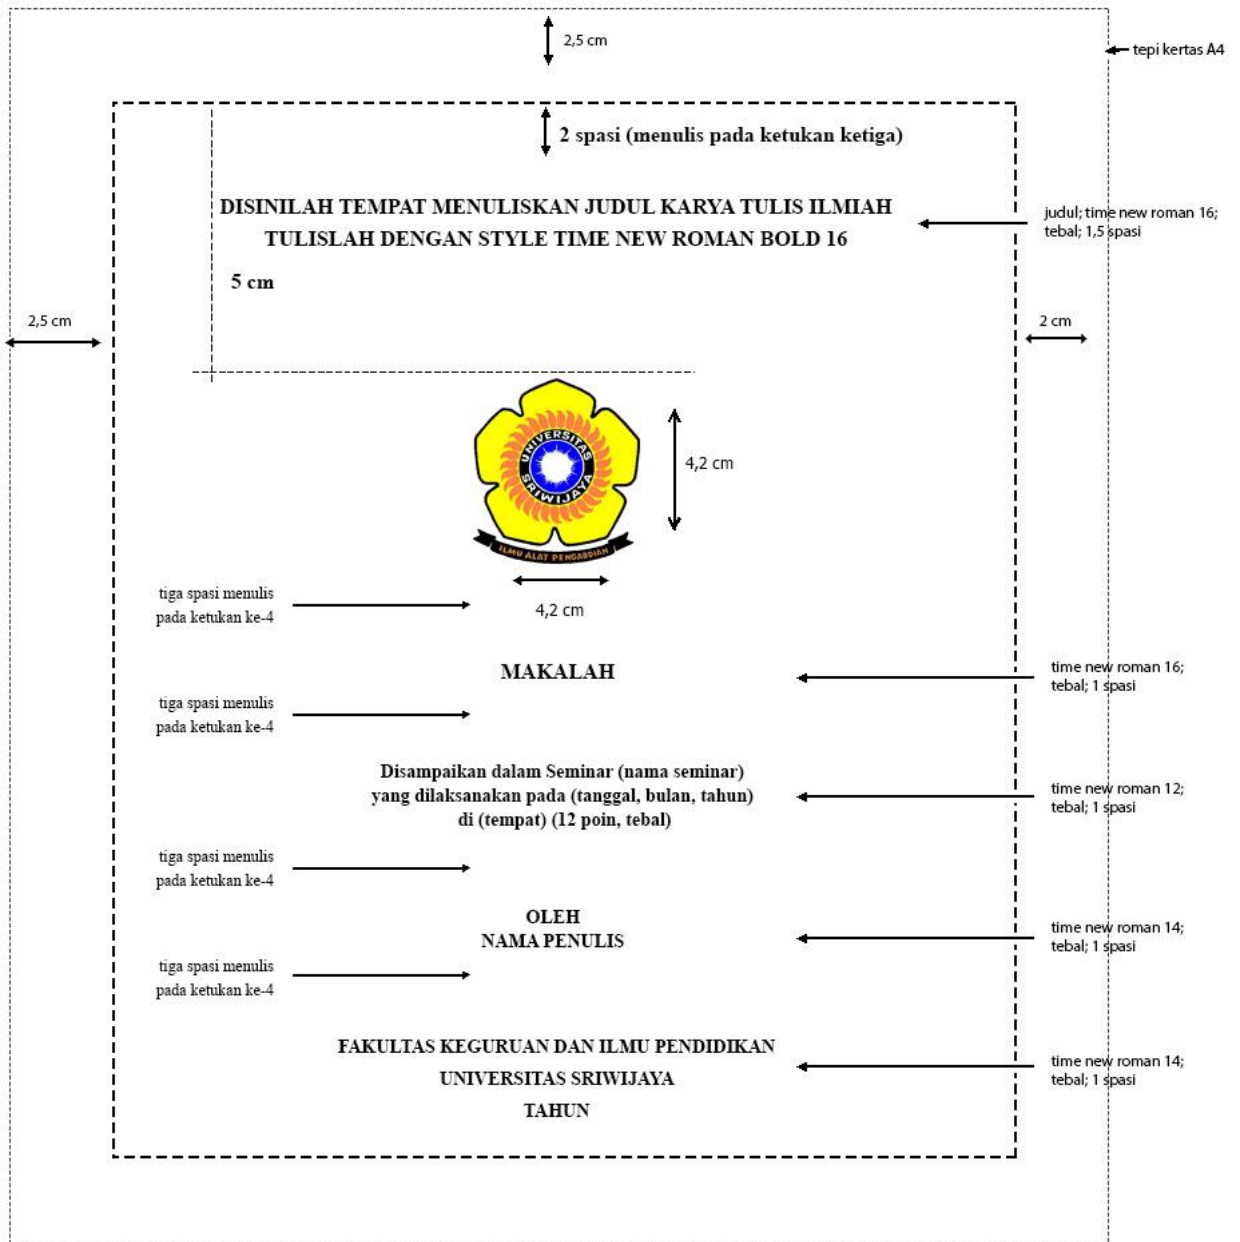 2,5 cm
tepi kertas A4
2 spasi (menulis pada ketukan ketiga)
DISINILAH TEMPAT MENULISKAN JUDUL KARYA TULIS ILMIAH
TULISLAH DENGAN STYLE TIME NEW ROMAN BOLD 16
judul; time new roman 16;
tebal; 1,5 spasi
5 cm
2,5 cm
2 cm
UNIVERSITAS
SRIWIJAYA
ILMU ALAT PENGABDIAN
4,2 cm
4,2 cm
tiga spasi menulis
pada ketukan ke-4
MAKALAH
time new roman 16;
tebal; 1 spasi
tiga spasi menulis
pada ketukan ke-4
Disampaikan dalam Seminar (nama seminar)
yang dilaksanakan pada (tanggal, bulan, tahun)
di (tempat) (12 poin, tebal)
time new roman 12;
tebal; 1 spasi
tiga spasi menulis
pada ketukan ke-4
OLEH
NAMA PENULIS
time new roman 14;
tebal; 1 spasi
tiga spasi menulis
pada ketukan ke-4
FAKULTAS KEGURUAN DAN ILMU PENDIDIKAN
UNIVERSITAS SRIWIJAYA
TAHUN
time new roman 14;
tebal; 1 spasi